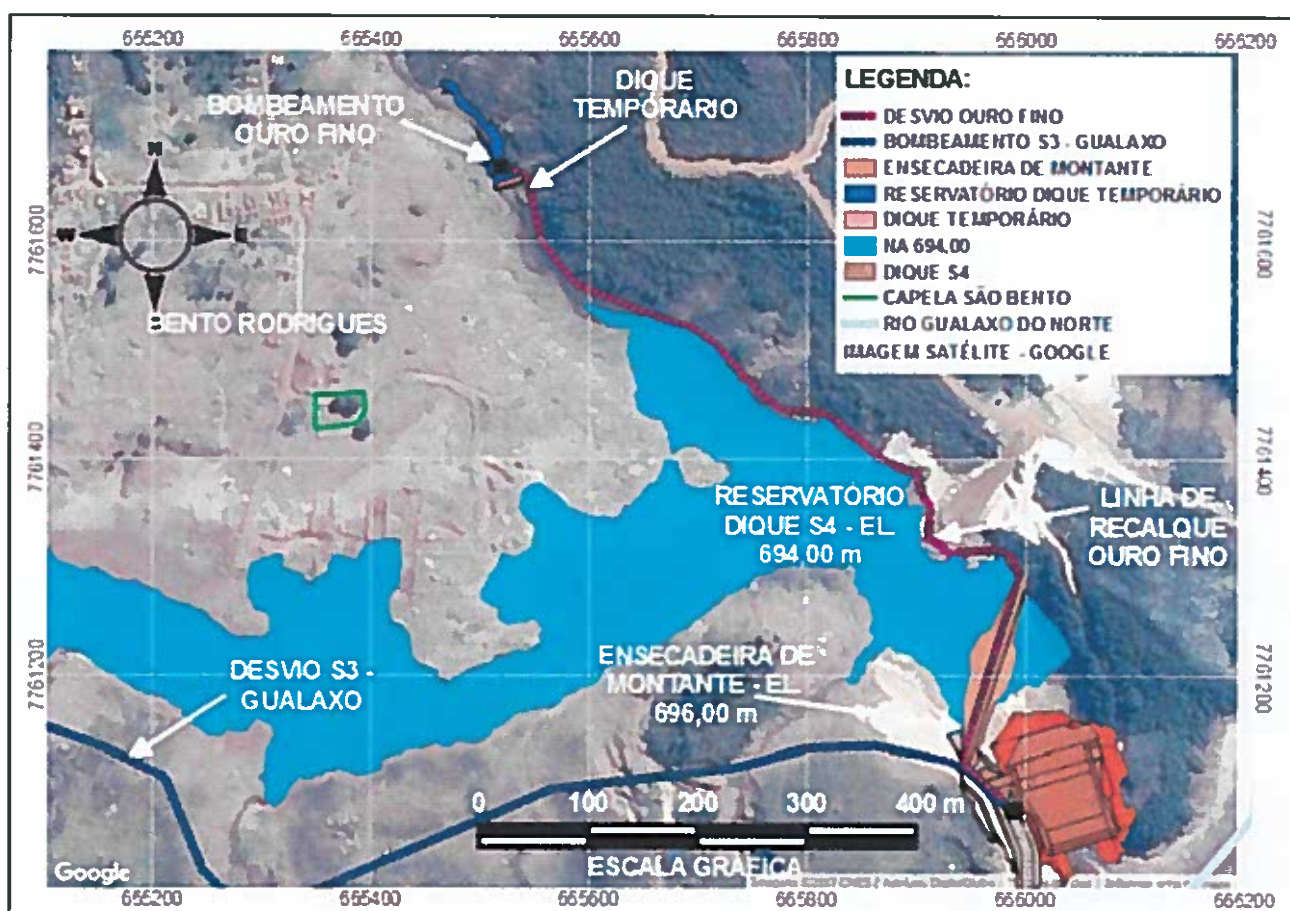 665200 665400 665600 665800 666000 666200
BOMBEAMENTO
OURO FINO
DIQUE
TEMPORÁRIO
LEGENDA:
DESVIO OURO FINO
BOMBEAMENTO S3 - GUALAXO
ENSECADEIRA DE MONTANTE
RESERVATÓRIO DIQUE TEMPORÁRIO
DIQUE TEMPORÁRIO
NA 694,00
DIQUE S4
CAPELA SÃO BENTO
RIO GUALAXO DO NORTE
IMAGEM SATÉLITE - GOOGLE
N
W E
S
7761600 7761600
BENTO RODRIGUES
7761400 7761400
RESERVATÓRIO
DIQUE S4 - EL
694,00 m
LINHA DE
RECALQUE
OURO FINO
7761200 7761200
DESVIO S3 -
GUALAXO
ENSECADEIRA DE
MONTANTE - EL
696,00 m
0 100 200 300 400 m
ESCALA GRÁFICA
Google
665200 665400 665600 665800 666000 666200